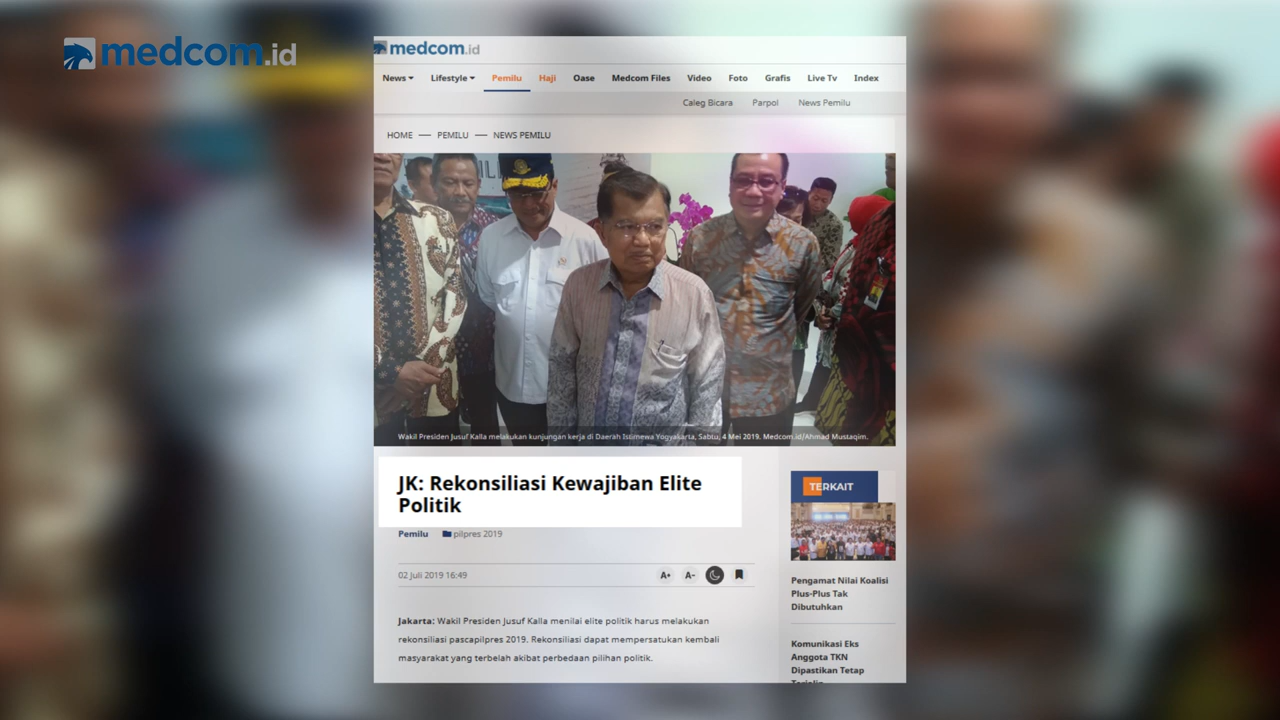 medcom.id
medcom.id
News Lifestyle Pemilu Haji Oase Medcom Files Video Foto Grafis Live Tv Index
Caleg Bicara Parpol News Pemilu
HOME — PEMILU — NEWS PEMILU
Wakil Presiden Jusuf Kalla melakukan kunjungan kerja di Daerah Istimewa Yogyakarta, Sabtu, 4 Mei 2019. Medcom.id/Ahmad Mustaqim.
JK: Rekonsiliasi Kewajiban Elite
Politik
Pemilu pilpres 2019
02 Juli 2019 16:49
A+ A-
Jakarta: Wakil Presiden Jusuf Kalla menilai elite politik harus melakukan
rekonsiliasi pascapilpres 2019. Rekonsiliasi dapat mempersatukan kembali
masyarakat yang terbelah akibat perbedaan pilihan politik.
TERKAIT
Pengamat Nilai Koalisi
Plus-Plus Tak
Dibutuhkan
Komunikasi Eks
Anggota TKN
Dipastikan Tetap